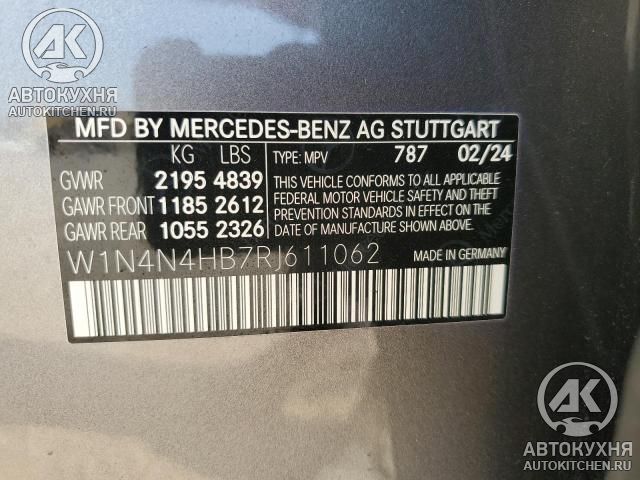 АК
АВТОКУХНЯ
AUTOKITCHEN.RU
MFD BY MERCEDES-BENZ AG STUTTGART
KG LBS TYPE: MPV 787 02/24
GVWR 2195 4839
GAWR FRONT 1185 2612
GAWR REAR 1055 2326
THIS VEHICLE CONFORMS TO ALL APPLICABLE
FEDERAL MOTOR VEHICLE SAFETY AND THEFT
PREVENTION STANDARDS IN EFFECT ON THE
DATE OF MANUFACTURE SHOWN ABOVE.
W1N4N4HB7RJ611062
MADE IN GERMANY
АК
АВТОКУХНЯ
AUTOKITCHEN.RU